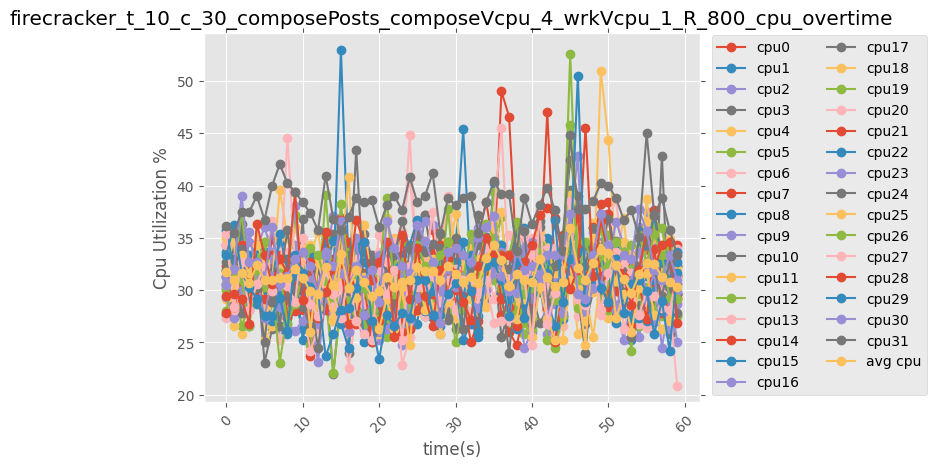 firecracker_t_10_c_30_composePosts_composeVcpu_4_wrkVcpu_1_R_800_cpu_overtime
Cpu Utilization %
50
45
40
35
30
25
20
0
10
20
30
40
50
60
time(s)
cpu0
cpu1
cpu2
cpu3
cpu4
cpu5
cpu6
cpu7
cpu8
cpu9
cpu10
cpu11
cpu12
cpu13
cpu14
cpu15
cpu16
cpu17
cpu18
cpu19
cpu20
cpu21
cpu22
cpu23
cpu24
cpu25
cpu26
cpu27
cpu28
cpu29
cpu30
cpu31
avg cpu